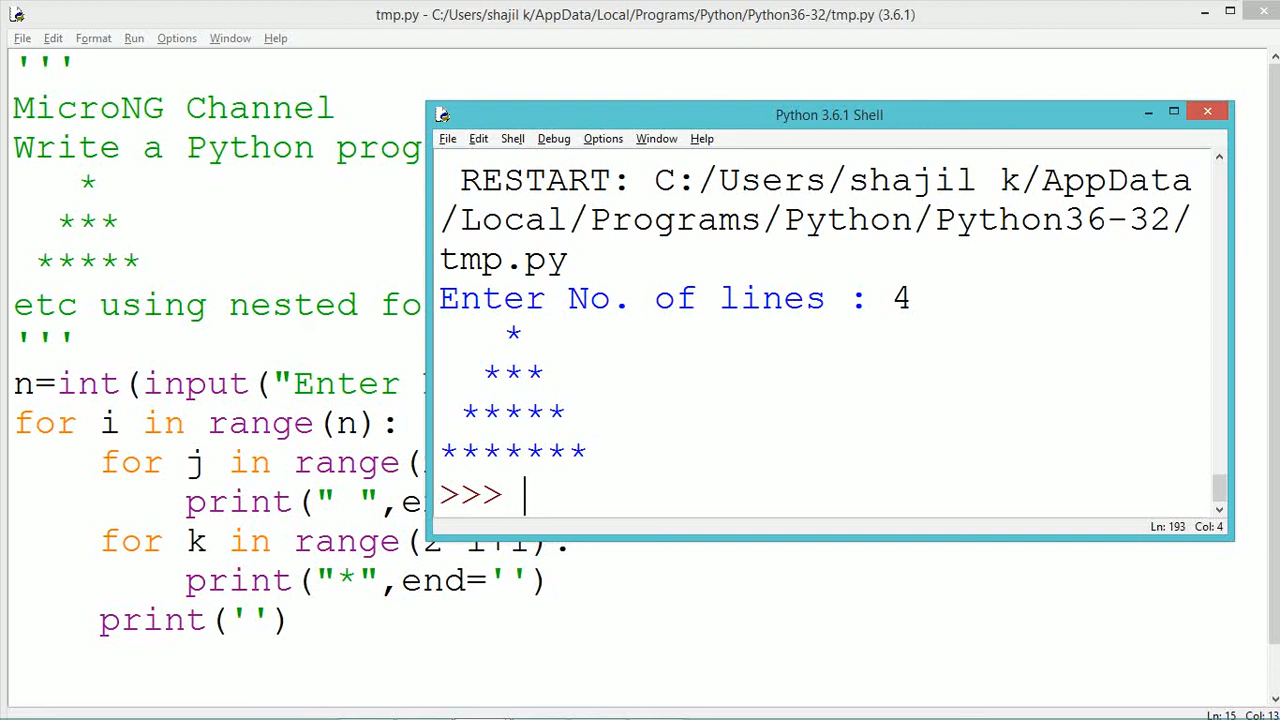 tmp.py - C:/Users/shajil k/AppData/Local/Programs/Python/Python36-32/tmp.py (3.6.1)
File Edit Format Run Options Window Help
'''
MicroNG Channel
Write a Python prog
*
***
*****
etc using nested fo
'''
n=int(input("Enter
for i in range(n):
for j in range(
print(" ",e
for k in range(2*i+1):
print("*",end='')
print('')
Ln: 15 Col: 13
Python 3.6.1 Shell
File Edit Shell Debug Options Window Help
RESTART: C:/Users/shajil k/AppData
/Local/Programs/Python/Python36-32/
tmp.py
Enter No. of lines : 4
*
***
*****
*******
>>>
Ln: 193 Col: 4